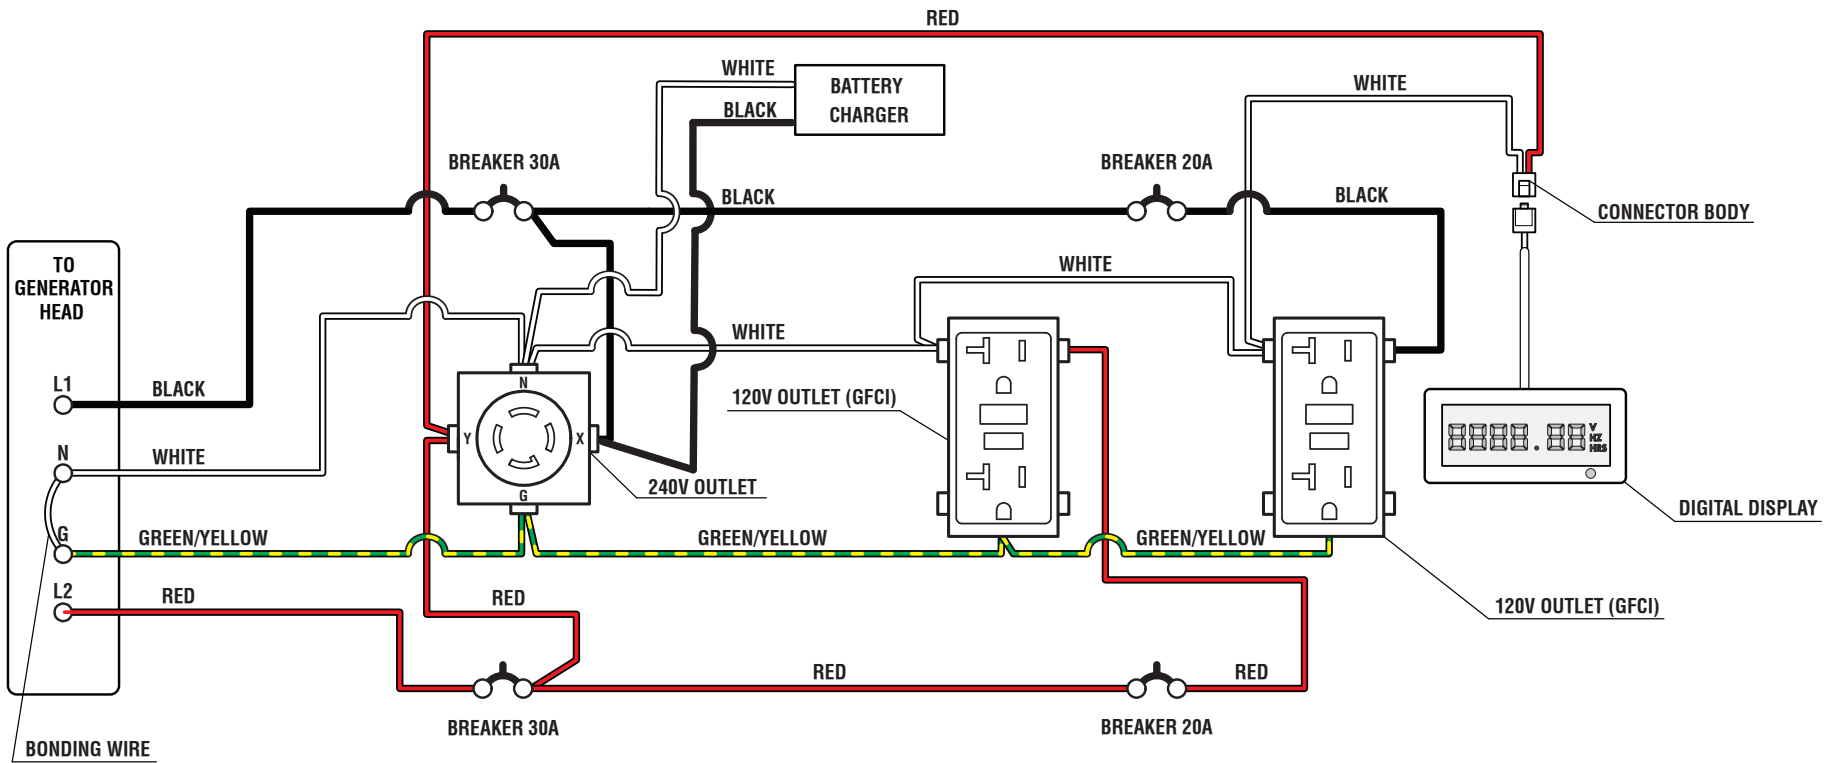 RED
WHITE
BATTERY
CHARGER
BLACK
WHITE
BREAKER 30A
BREAKER 20A
BLACK
BLACK
CONNECTOR BODY
TO
GENERATOR
HEAD
WHITE
WHITE
L1
BLACK
N
Y
X
G
120V OUTLET (GFCI)
N
WHITE
240V OUTLET
V
HZ
HRS
DIGITAL DISPLAY
G
GREEN/YELLOW
GREEN/YELLOW
GREEN/YELLOW
L2
RED
RED
120V OUTLET (GFCI)
RED
RED
BREAKER 30A
BREAKER 20A
BONDING WIRE